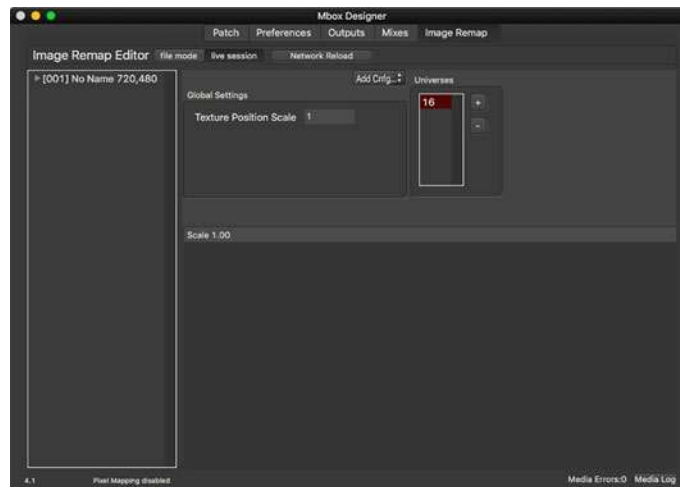 Mbox Designer
Patch Preferences Outputs Mixes Image Remap
Image Remap Editor file mode live session Network Reload
[001] No Name 720,480
Add Cnfg...
Universes
Global Settings
16
+
Texture Position Scale 1
-
Scale 1.00
4.1 Pixel Mapping disabled Media Errors:0 Media Log